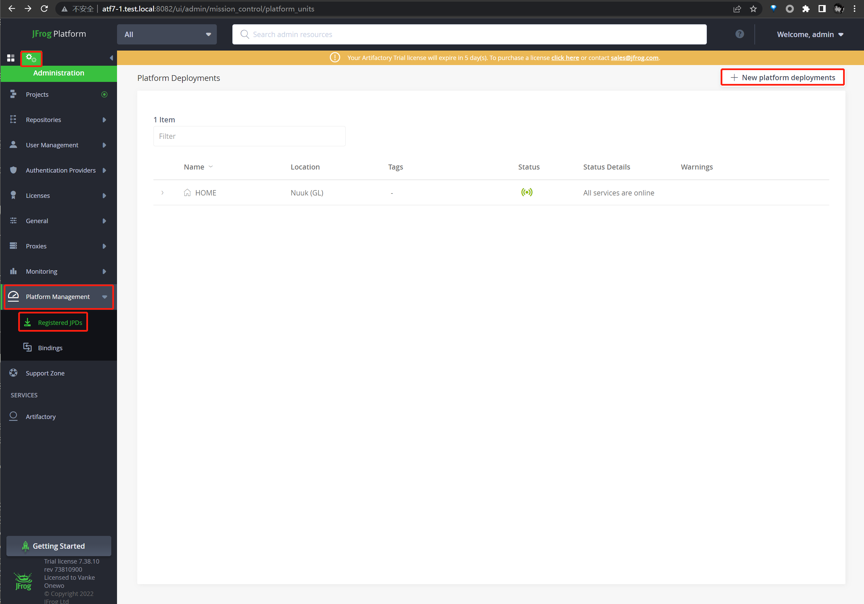 不安全 | atf7-1.test.local:8082/ui/admin/mission_control/platform_units
JFrog Platform
All
Search admin resources
?
Welcome, admin
Your Artifactory Trial license will expire in 5 day(s). To purchase a license click here or contact sales@jfrog.com.
Administration
Projects
Repositories
User Management
Authentication Providers
Licenses
General
Proxies
Monitoring
Platform Management
Registered JPDs
Bindings
Support Zone
SERVICES
Artifactory
Getting Started
JFrog
Trial license 7.38.10
rev 73810900
Licensed to Vanke
Onewo
© Copyright 2022
JFrog Ltd
Platform Deployments
+ New platform deployments
1 Item
Filter
Name Location Tags Status Status Details Warnings
HOME Nuuk (GL) - All services are online